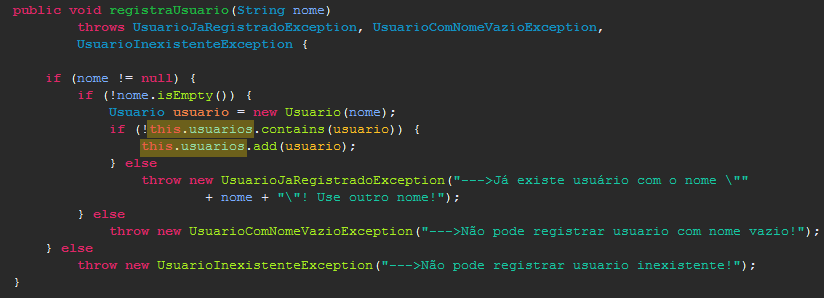 public void registraUsuario(String nome)
        throws UsuarioJaRegistradoException, UsuarioComNomeVazioException,
        UsuarioInexistenteException {

    if (nome != null) {
        if (!nome.isEmpty()) {
            Usuario usuario = new Usuario(nome);
            if (!this.usuarios.contains(usuario)) {
                this.usuarios.add(usuario);
            } else
                throw new UsuarioJaRegistradoException("--->Já existe usuário com o nome \""
                        + nome + "\"! Use outro nome!");
        } else
            throw new UsuarioComNomeVazioException("--->Não pode registrar usuario com nome vazio!");
    } else
        throw new UsuarioInexistenteException("--->Não pode registrar usuario inexistente!");
}